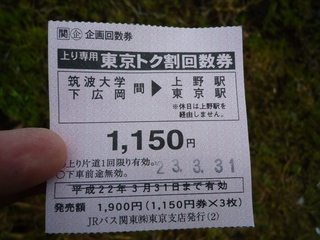 関企 企画回数券
上り専用 東京トク割回数券
筑波大学 間 ▶ 上野駅
下広岡 東京駅
※休日は上野駅を
経由しません。
1,150円
上り片道1回限り有効。
○下車前途無効。
23.3.31
平成22年3月31日まで有効
発売額 1,900円(1,150円券×3枚)
JRバス関東㈱東京支店発行(2)